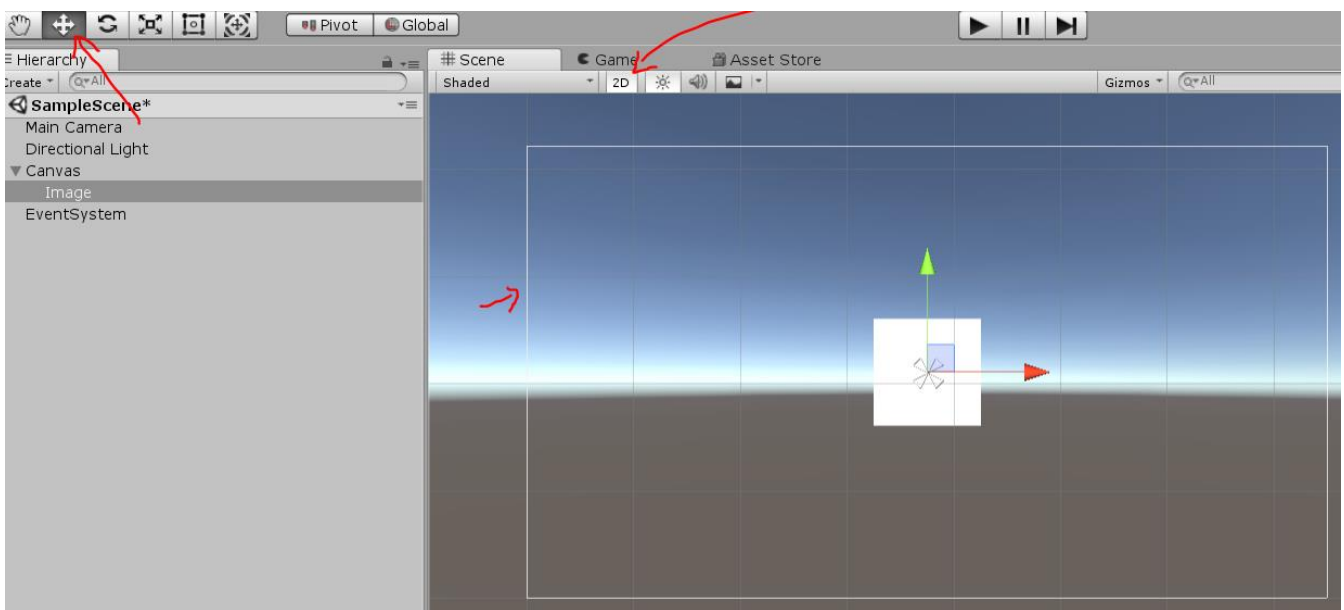 Pivot Global
Hierarchy
Create All
SampleScene*
Main Camera
Directional Light
Canvas
Image
EventSystem
# Scene Game Asset Store
Shaded 2D Gizmos All